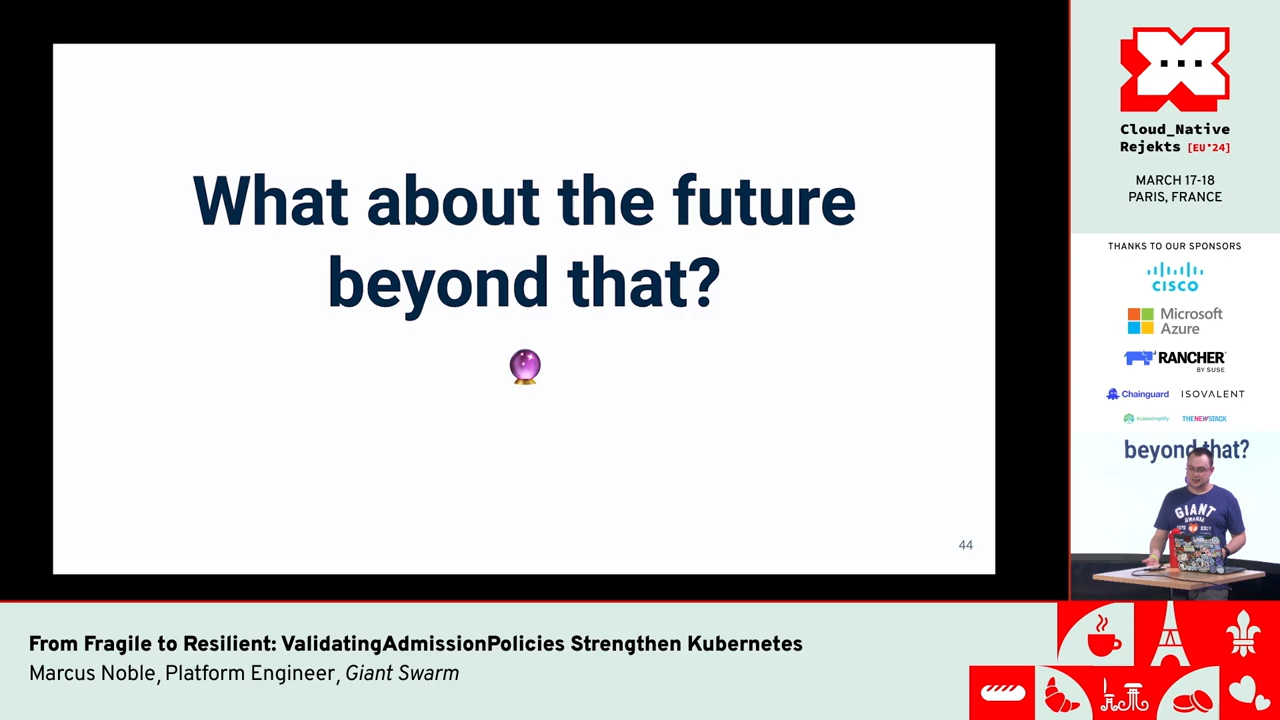 What about the future
beyond that?
44
Cloud_Native
Rejekts [EU'24]
MARCH 17-18
PARIS, FRANCE
THANKS TO OUR SPONSORS
CISCO
Microsoft
Azure
RANCHER
BY SUSE
Chainguard ISOVALENT
kubesimplify THENEWSTACK
beyond that?
GIANT
SWARM
From Fragile to Resilient: ValidatingAdmissionPolicies Strengthen Kubernetes
Marcus Noble, Platform Engineer, Giant Swarm